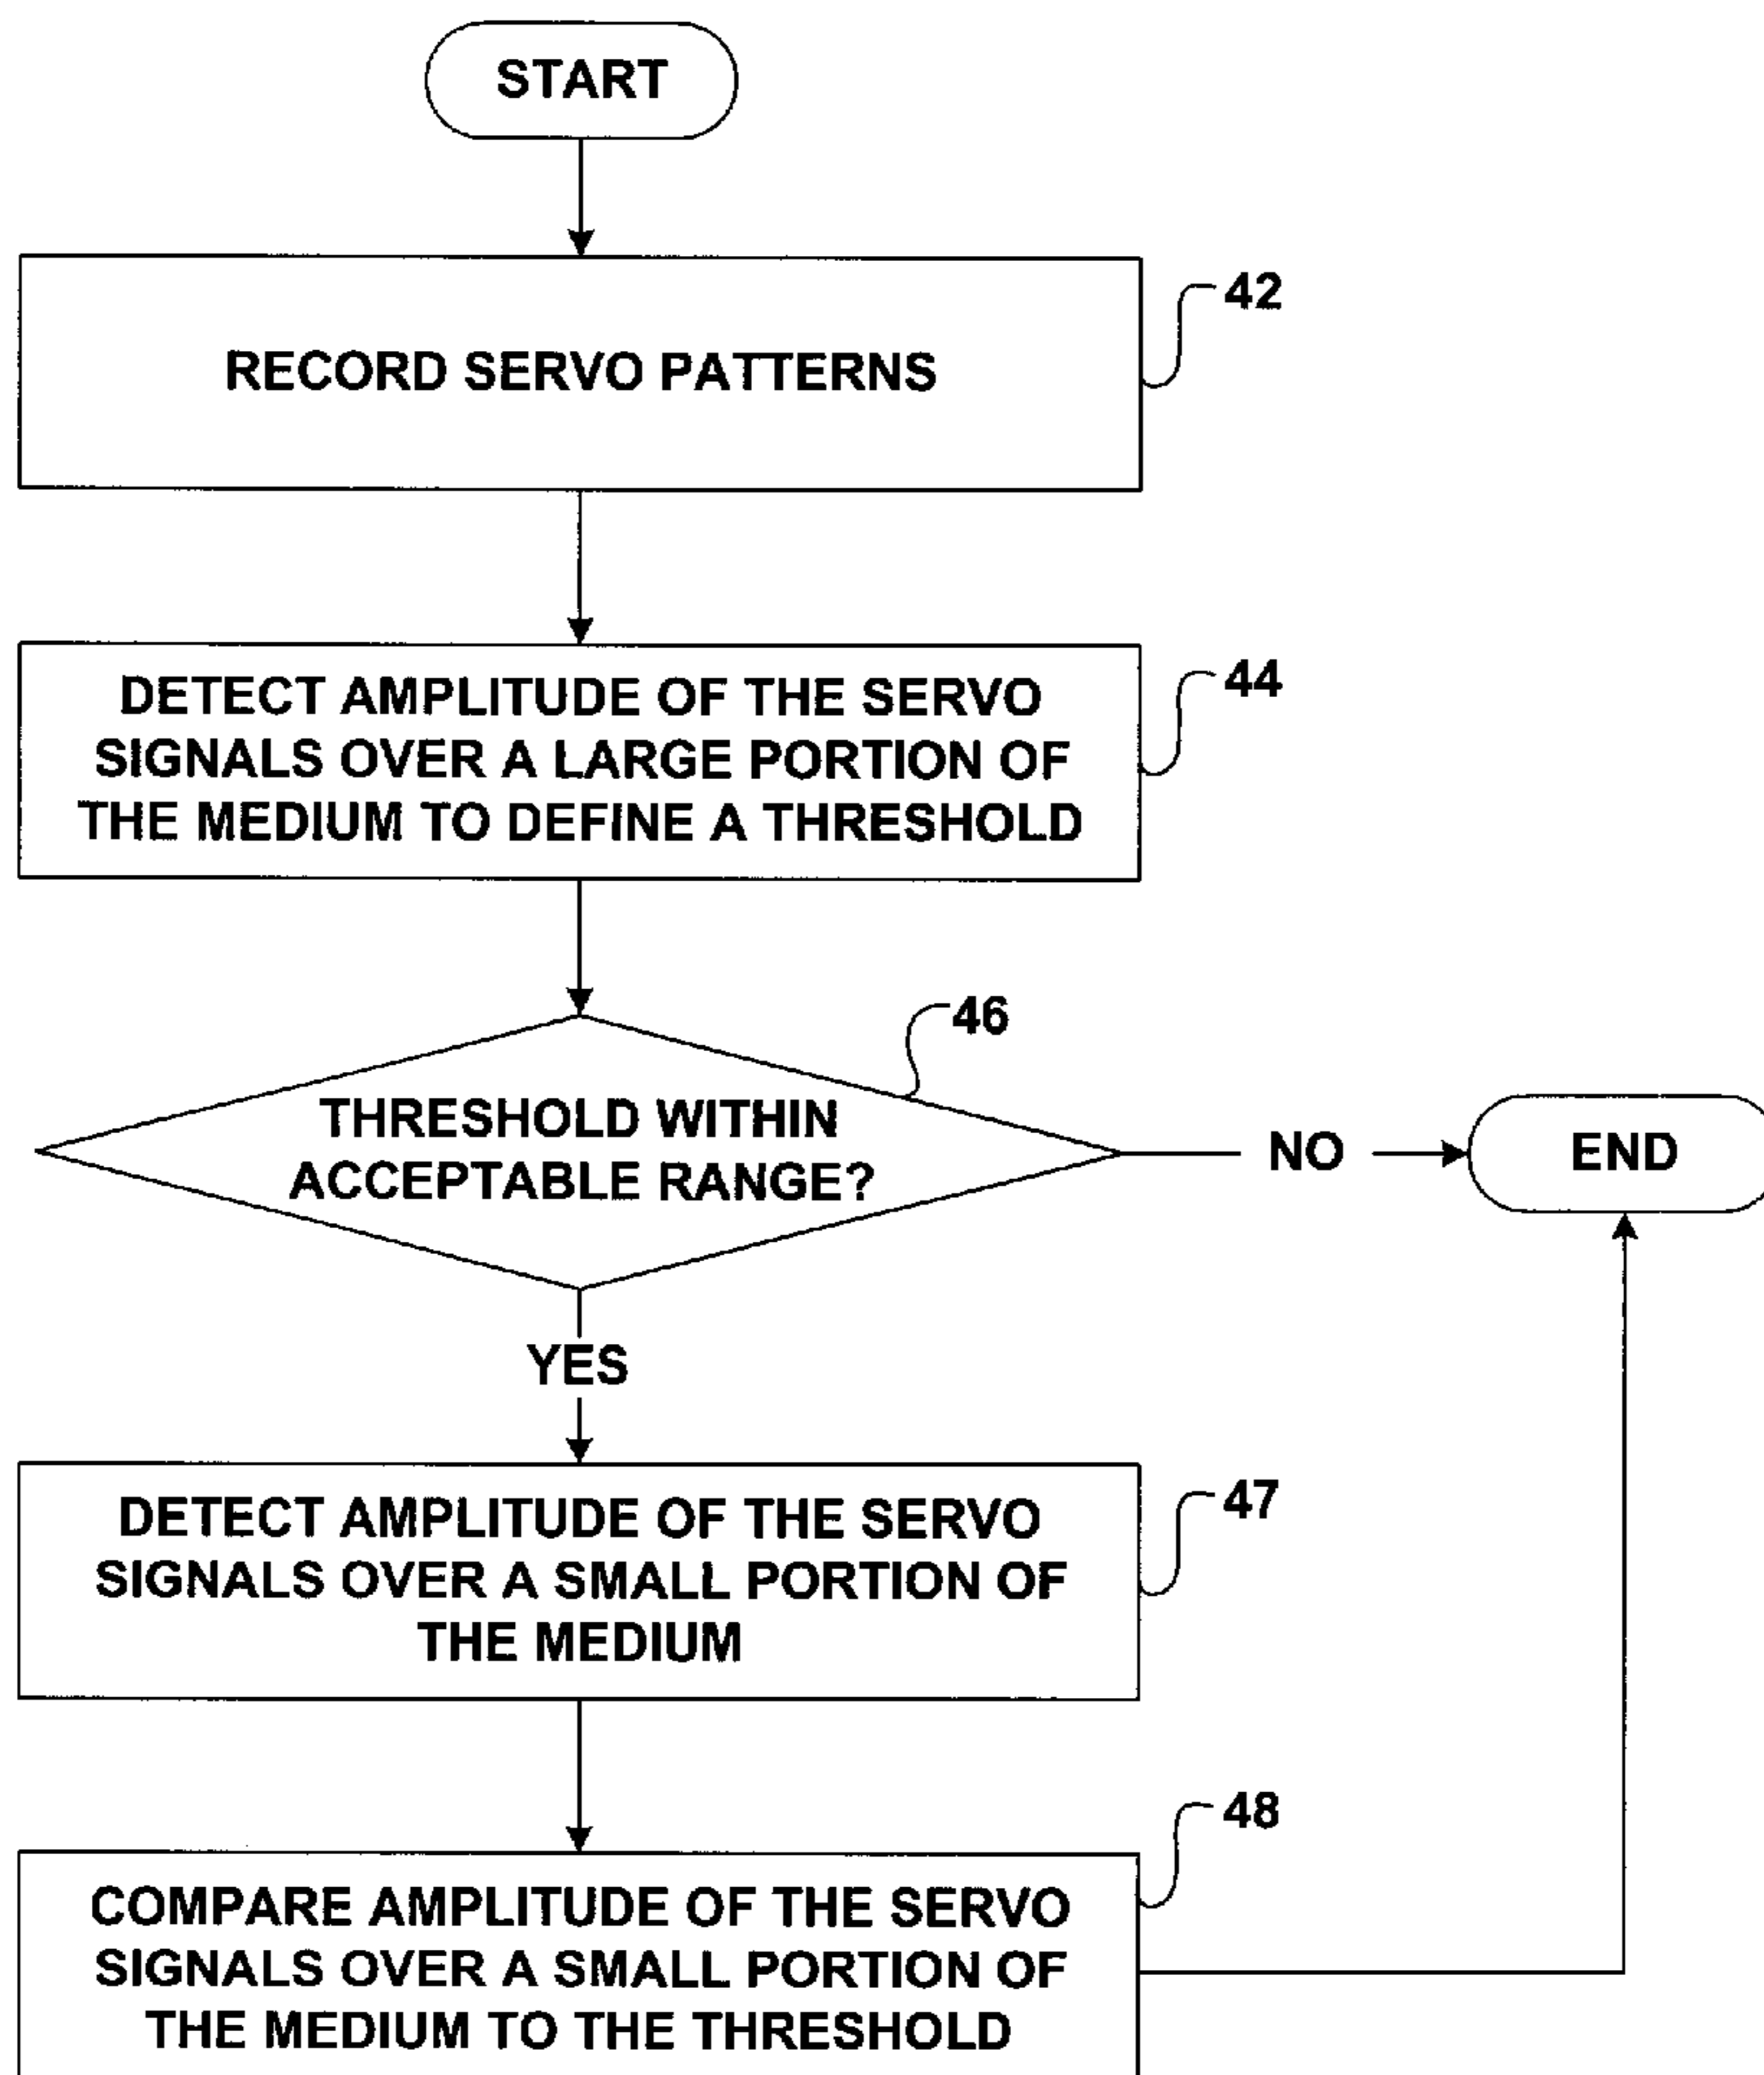 START
RECORD SERVO PATTERNS
42
DETECT AMPLITUDE OF THE SERVO
SIGNALS OVER A LARGE PORTION OF
THE MEDIUM TO DEFINE A THRESHOLD
44
46
THRESHOLD WITHIN
ACCEPTABLE RANGE?
NO
END
YES
DETECT AMPLITUDE OF THE SERVO
SIGNALS OVER A SMALL PORTION OF
THE MEDIUM
47
48
COMPARE AMPLITUDE OF THE SERVO
SIGNALS OVER A SMALL PORTION OF
THE MEDIUM TO THE THRESHOLD